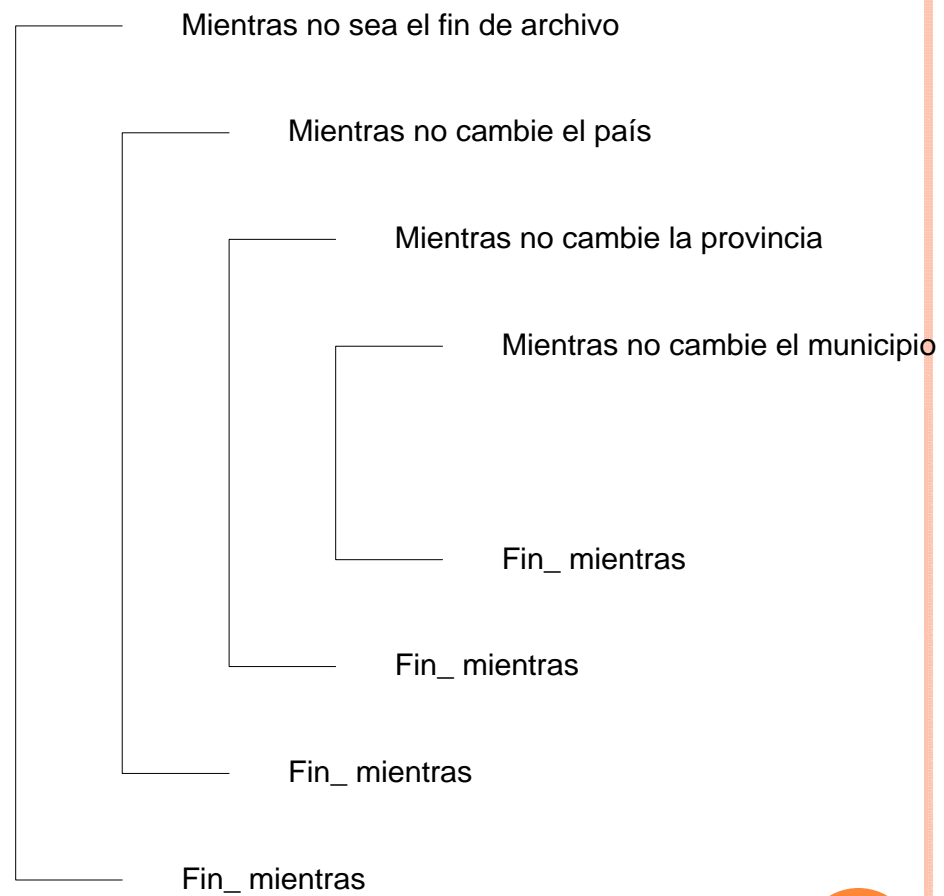 Mientras no sea el fin de archivo
Mientras no cambie el país
Mientras no cambie la provincia
Mientras no cambie el municipio
Fin_ mientras
Fin_ mientras
Fin_ mientras
Fin_ mientras